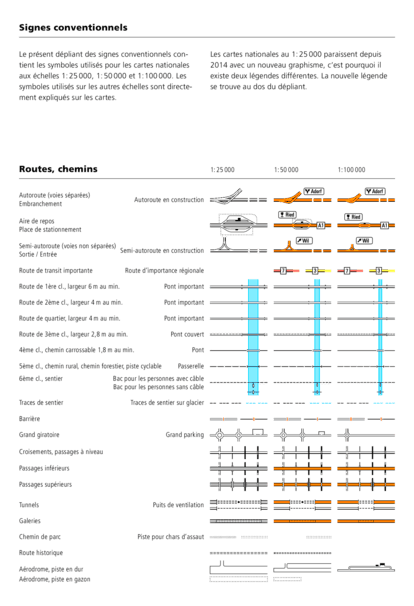 Signes conventionnels
Le présent dépliant des signes conventionnels con-
tient les symboles utilisés pour les cartes nationales
aux échelles 1:25 000, 1:50 000 et 1:100 000. Les
symboles utilisés sur les autres échelles sont directe-
ment expliqués sur les cartes.
Les cartes nationales au 1:25 000 paraissent depuis
2014 avec un nouveau graphisme, c'est pourquoi il
existe deux légendes différentes. La nouvelle légende
se trouve au dos du dépliant.
Routes, chemins 1:25 000 1:50 000 1:100 000
Autoroute (voies séparées)
Embranchement
Autoroute en construction
Adorf Adorf
Aire de repos
Place de stationnement
Ried A1 Ried A1
Semi-autoroute (voies non séparées)
Sortie / Entrée
Semi-autoroute en construction
Wil Wil
Route de transit importante Route d'importance régionale 7 3 7 3
Route de 1ère cl., largeur 6 m au min. Pont important
Route de 2ème cl., largeur 4 m au min. Pont important
Route de quartier, largeur 4 m au min. Pont important
Route de 3ème cl., largeur 2,8 m au min. Pont couvert
4ème cl., chemin carrossable 1,8 m au min. Pont
5ème cl., chemin rural, chemin forestier, piste cyclable Passerelle
6ème cl., sentier Bac pour les personnes avec câble
Bac pour les personnes sans câble
Traces de sentier Traces de sentier sur glacier
Barrière
Grand giratoire Grand parking
Croisements, passages à niveau
Passages inférieurs
Passages supérieurs
Tunnels Puits de ventilation
Galeries
Chemin de parc Piste pour chars d'assaut
Route historique
Aérodrome, piste en dur
Aérodrome, piste en gazon